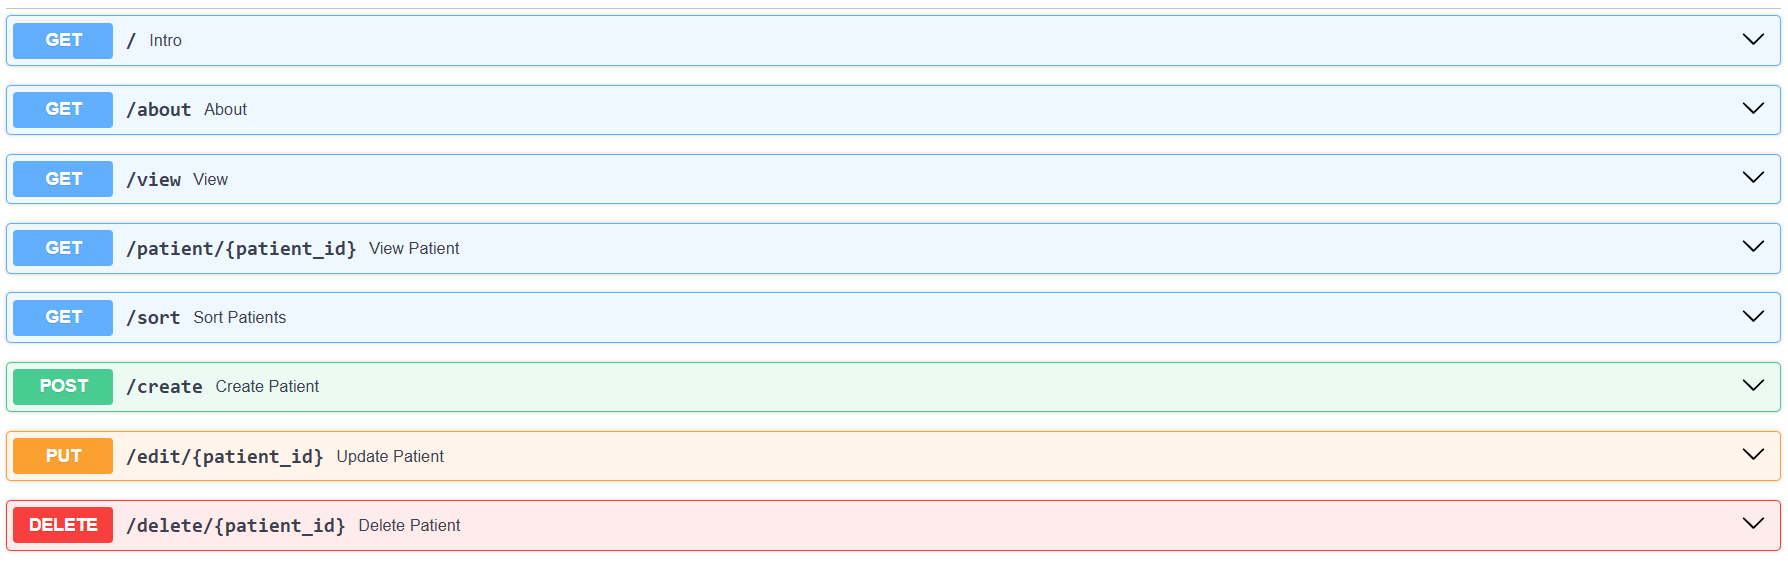 GET / Intro
GET /about About
GET /view View
GET /patient/{patient_id} View Patient
GET /sort Sort Patients
POST /create Create Patient
PUT /edit/{patient_id} Update Patient
DELETE /delete/{patient_id} Delete Patient